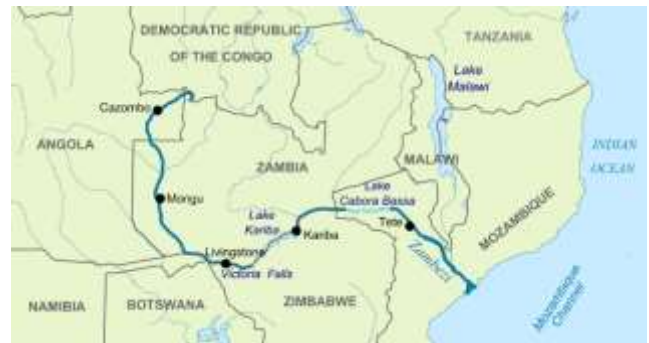 DEMOCRATIC REPUBLIC
OF THE CONGO
TANZANIA
Lake
Malawi
Cazombo
ANGOLA
ZAMBIA
MALAWI
INDIAN
OCEAN
Lake
Cabora Bassa
Mongu
MOZAMBIQUE
Lake
Kariba
Kariba
Tete
Livingstone
Zambezi
Victoria Falls
NAMIBIA
BOTSWANA
ZIMBABWE
Mozambique
Channel